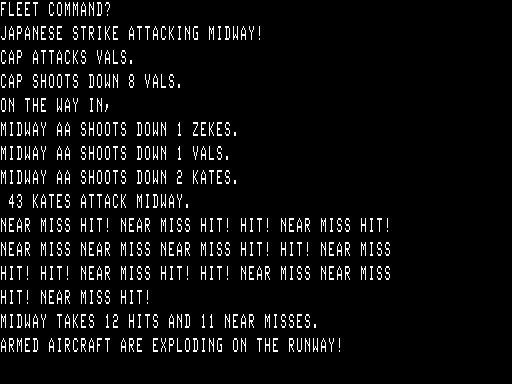 FLEET COMMAND?
JAPANESE STRIKE ATTACKING MIDWAY!
CAP ATTACKS VALS.
CAP SHOOTS DOWN 8 VALS.
ON THE WAY IN,
MIDWAY AA SHOOTS DOWN 1 ZEKES.
MIDWAY AA SHOOTS DOWN 1 VALS.
MIDWAY AA SHOOTS DOWN 2 KATES.
43 KATES ATTACK MIDWAY.
NEAR MISS HIT! NEAR MISS HIT! HIT! NEAR MISS HIT!
NEAR MISS NEAR MISS NEAR MISS HIT! HIT! NEAR MISS
HIT! HIT! NEAR MISS HIT! HIT! NEAR MISS NEAR MISS
HIT! NEAR MISS HIT!
MIDWAY TAKES 12 HITS AND 11 NEAR MISSES.
ARMED AIRCRAFT ARE EXPLODING ON THE RUNWAY!